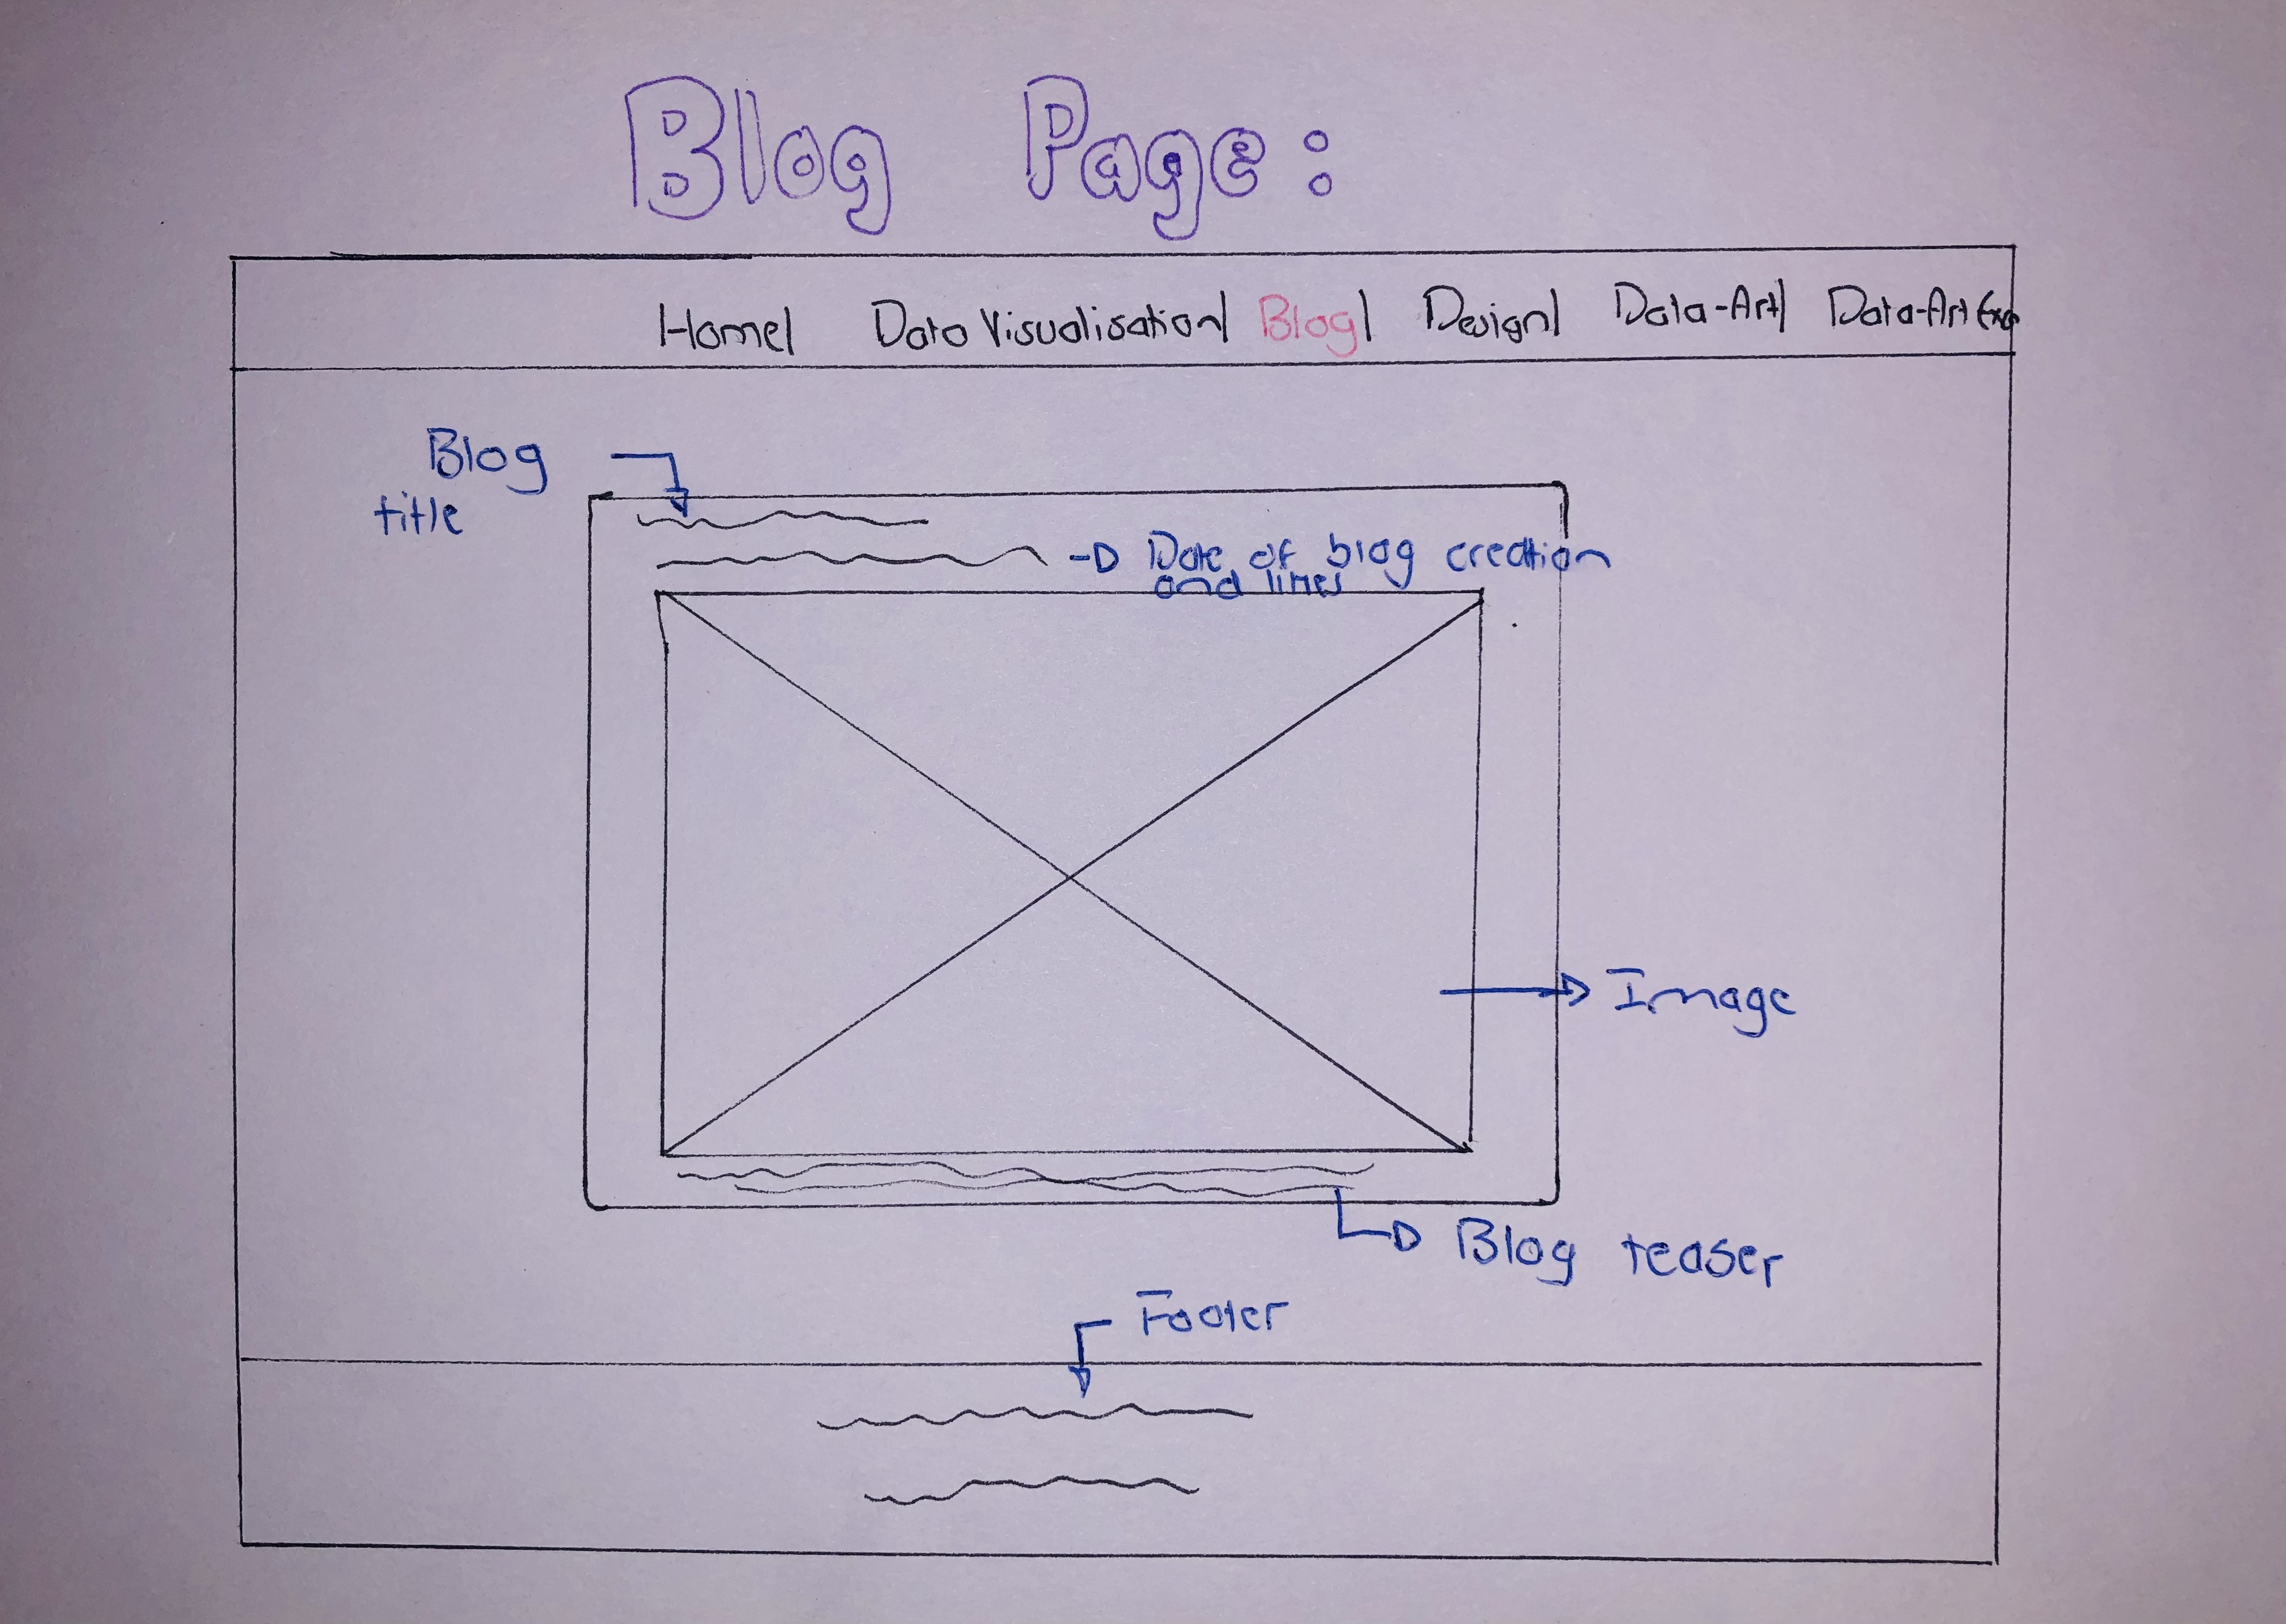 Blog Page:
Home| Data Visualisation| Blog| Design| Data-Art| Data-Art
Blog
title
Date of blog creation
and times
Image
Blog teaser
Footer